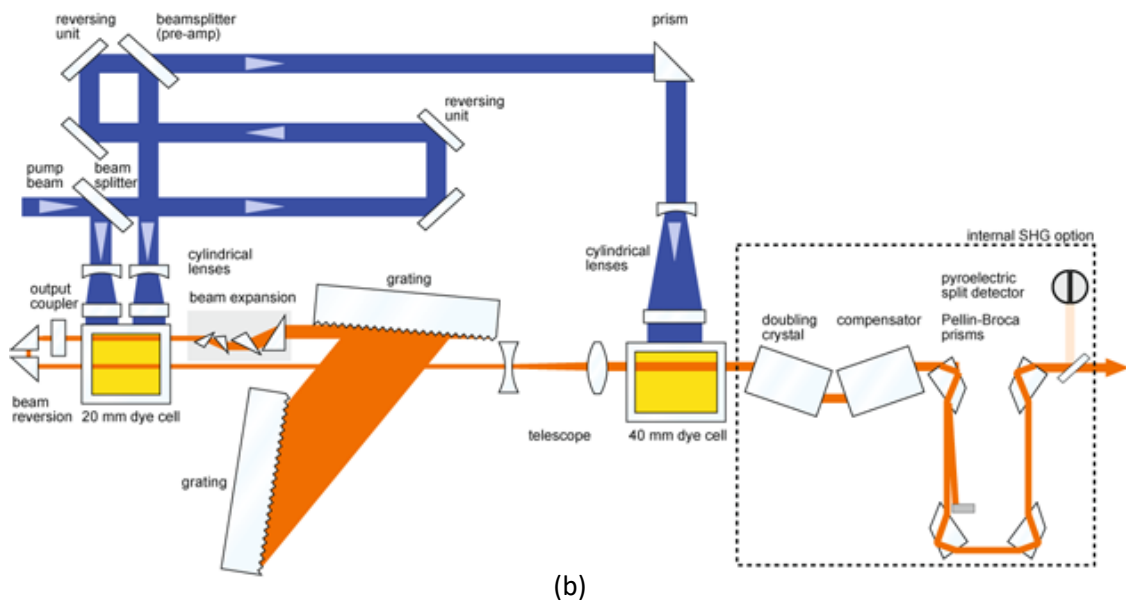 reversing
unit
beamsplitter
(pre-amp)
prism
reversing
unit
pump
beam
beam
splitter
cylindrical
lenses
cylindrical
lenses
internal SHG option
output
coupler
beam expansion
grating
pyroelectric
split detector
doubling
crystal
compensator
Pellin-Broca
prisms
beam
reversion
20 mm dye cell
telescope
40 mm dye cell
grating
(b)